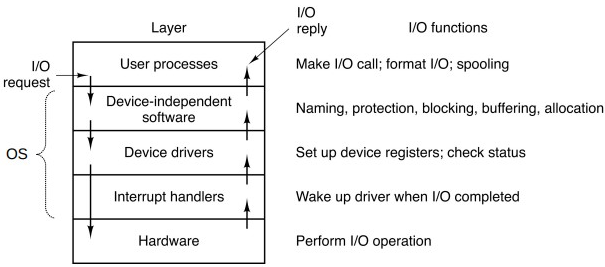 I/O
reply
Layer
I/O functions
I/O
request
User processes
Make I/O call; format I/O; spooling
Device-independent
software
Naming, protection, blocking, buffering, allocation
OS
Device drivers
Set up device registers; check status
Interrupt handlers
Wake up driver when I/O completed
Hardware
Perform I/O operation